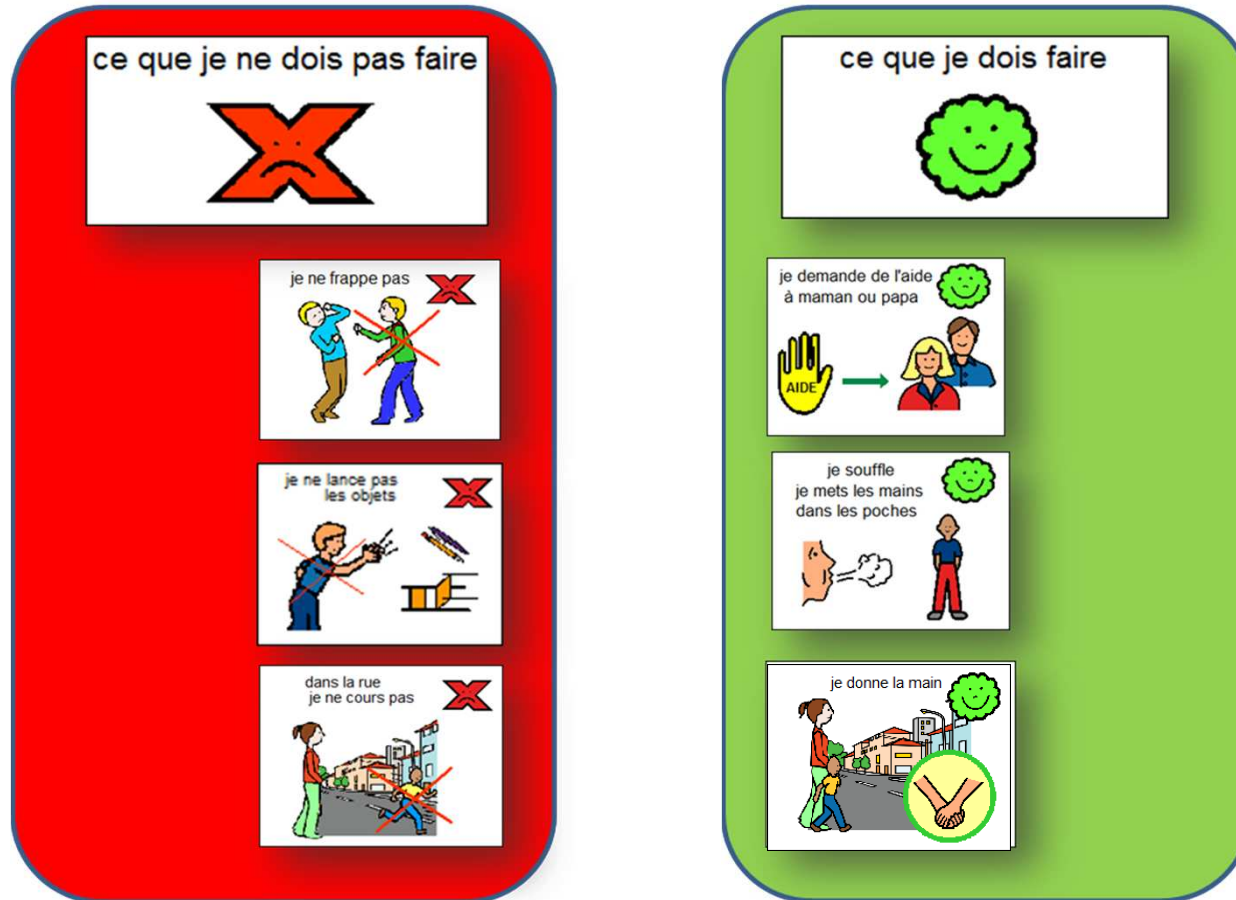 ce que je ne dois pas faire
je ne frappe pas
je ne lance pas
les objets
dans la rue
je ne cours pas
ce que je dois faire
je demande de l'aide
à maman ou papa
AIDE
je souffle
je mets les mains
dans les poches
je donne la main